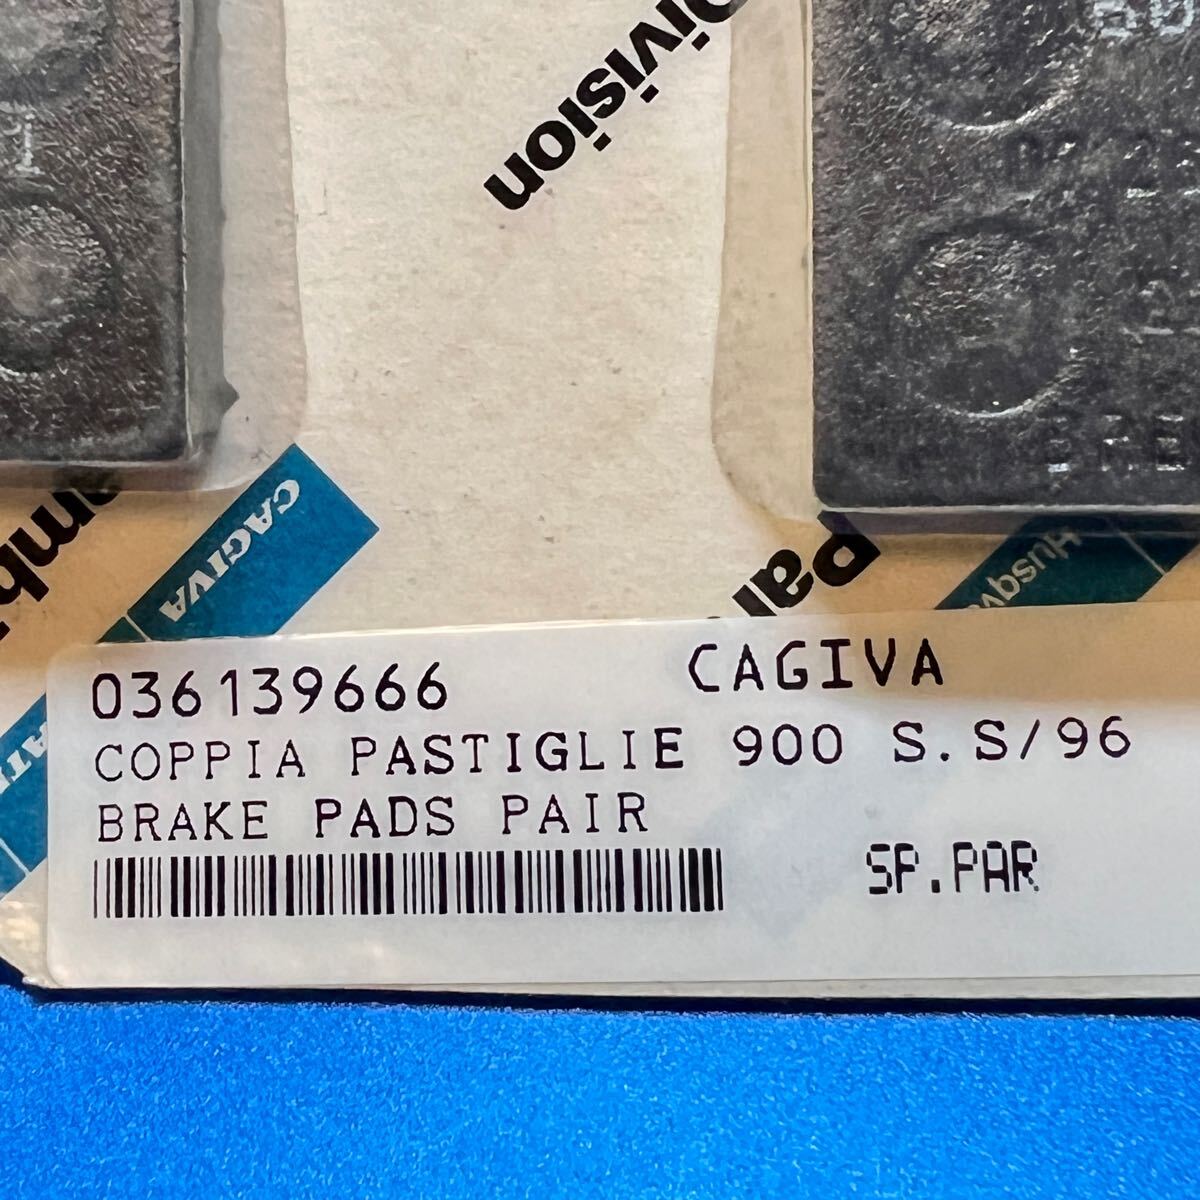 Division
CAGIVA
036139666
CAGIVA
COPPIA PASTIGLIE 900 S.S/96
BRAKE PADS PAIR
SP.PAR